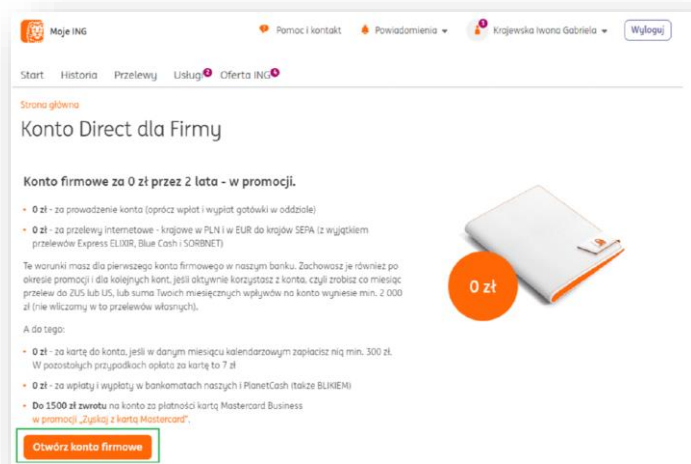 Moje ING
Pomoc i kontakt
Powiadomienia
1
Krajewska Iwona Gabriela
Wyloguj
Start Historia Przelewy Usługi 2 Oferta ING 4
Strona główna
Konto Direct dla Firmy
Konto firmowe za 0 zł przez 2 lata - w promocji.
• 0 zł - za prowadzenie konta (oprócz wpłat i wypłat gotówki w oddziale)
• 0 zł - za przelewy internetowe - krajowe w PLN i w EUR do krajów SEPA (z wyjątkiem
przelewów Express ELIXIR, Blue Cash i SORBNET)
Te warunki masz dla pierwszego konta firmowego w naszym banku. Zachowasz je również po
okresie promocji i dla kolejnych kont, jeśli aktywnie korzystasz z konta, czyli zrobisz co miesiąc
przelew do ZUS lub US, lub suma Twoich miesięcznych wpływów na konto wyniesie min. 2 000
zł (nie wliczamy w to przelewów własnych).
A do tego:
• 0 zł - za kartę do konta, jeśli w danym miesiącu kalendarzowym zapłacisz nią min. 300 zł.
W pozostałych przypadkach opłata za kartę to 7 zł
• 0 zł - za wpłaty i wypłaty w bankomatach naszych i PlanetCash (także BLIKIEM)
• Do 1500 zł zwrotu na konto za płatności kartą Mastercard Business
w promocji „Zyskaj z kartą Mastercard".
Otwórz konto firmowe
0 zł